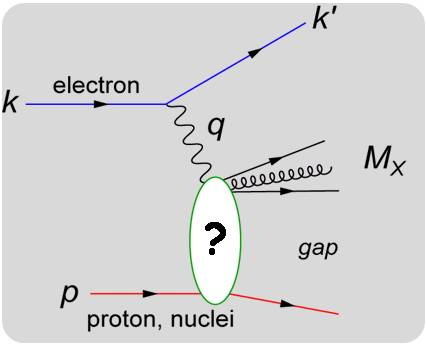 k'
electron
k
q
M_X
?
gap
p
proton, nuclei